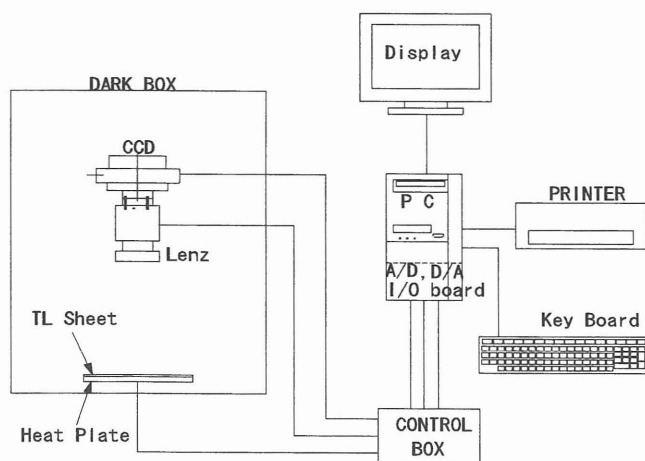 Display
DARK BOX
CCD
P C
PRINTER
Lenz
A/D, D/A
I/O board
TL Sheet
Key Board
Heat Plate
CONTROL
BOX